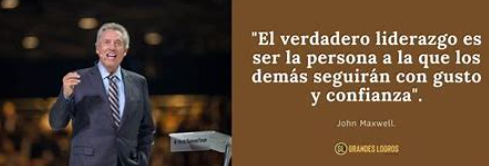 "El verdadero liderazgo es
ser la persona a la que los
demás seguirán con gusto
y confianza".
John Maxwell.
GL GRANDES LOGROS